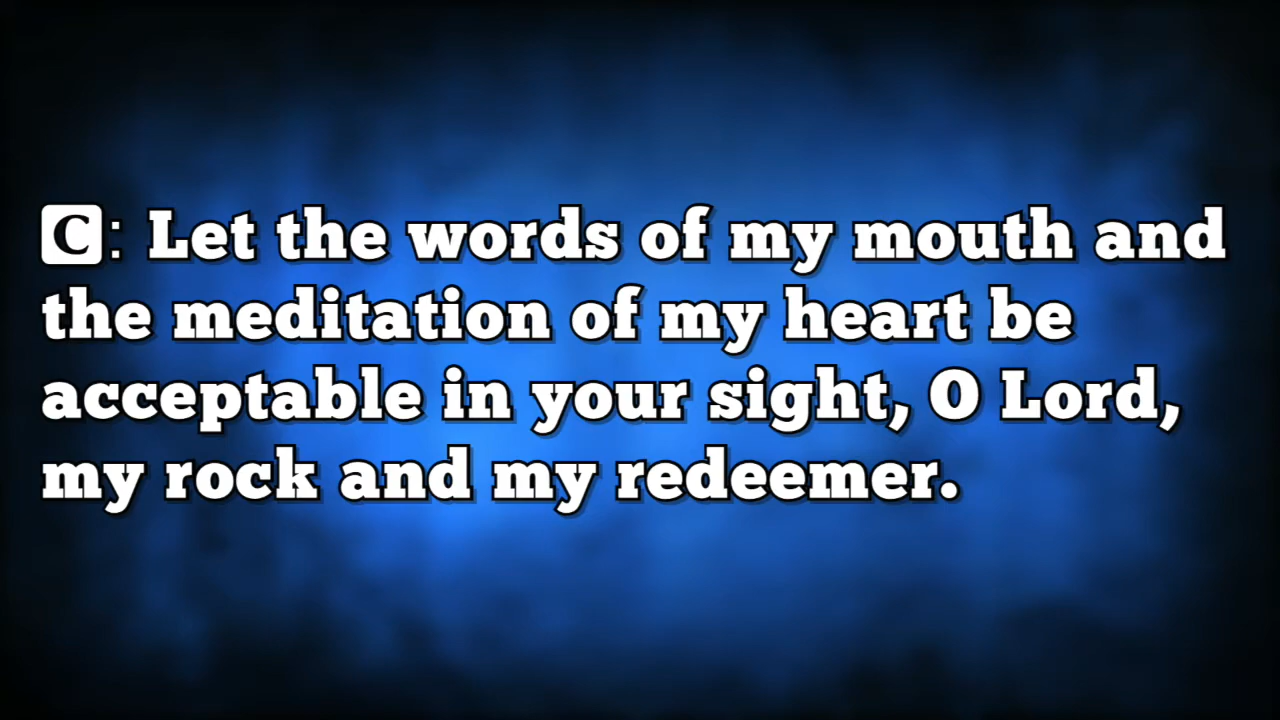 C: Let the words of my mouth and
the meditation of my heart be
acceptable in your sight, O Lord,
my rock and my redeemer.